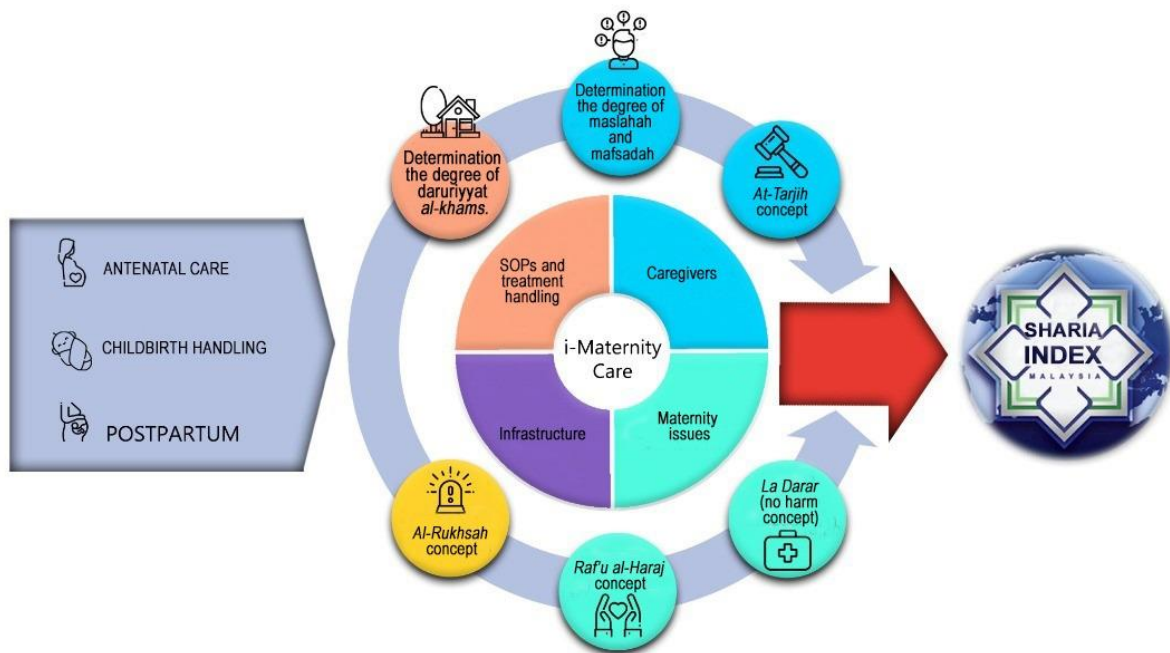 ANTENATAL CARE
CHILDBIRTH HANDLING
POSTPARTUM
Determination
the degree of
daruriyyat
al-khams.
Determination
the degree of
maslahah
and
mafsadah
At-Tarjih
concept
SOPs and
treatment
handling
Caregivers
i-Maternity
Care
Infrastructure
Maternity
issues
Al-Rukhsah
concept
Raf'u al-Haraj
concept
La Darar
(no harm
concept)
SHARIA
INDEX
MALAYSIA